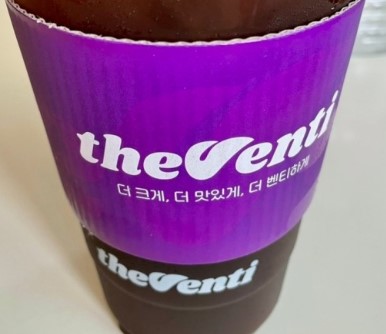 theventi
더 크게, 더 맛있게, 더 벤티하게
theventi